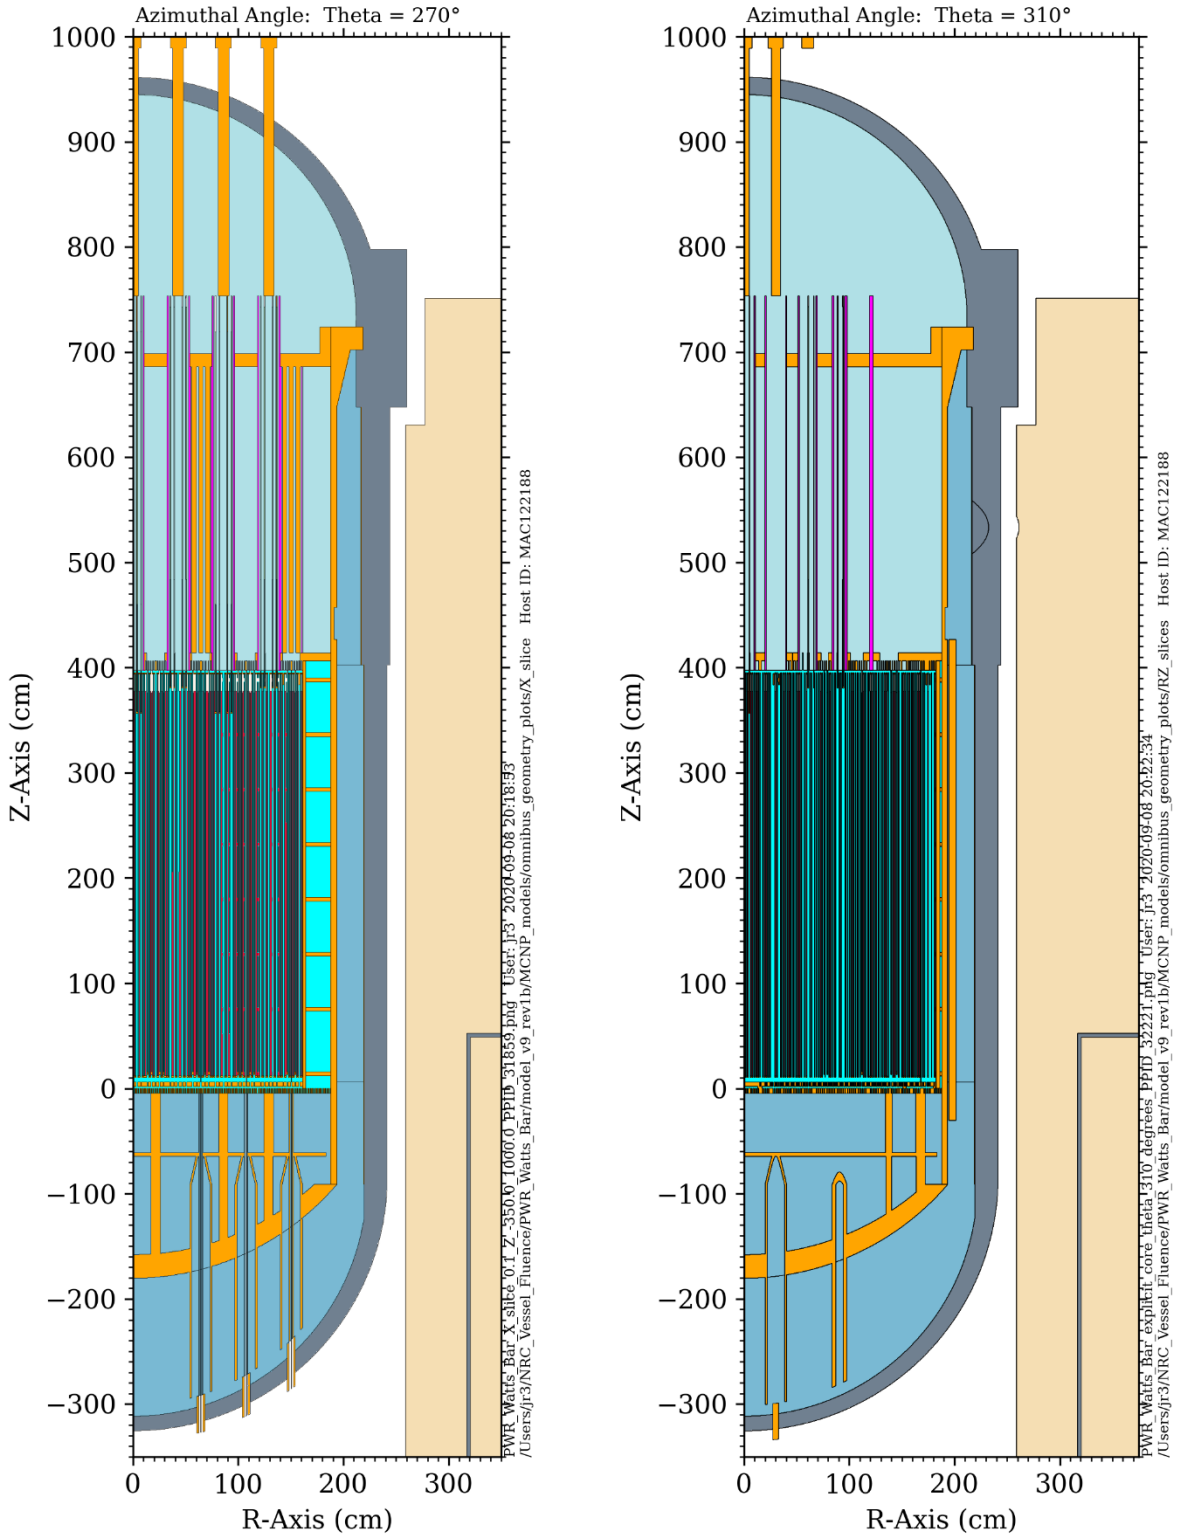 Azimuthal Angle: Theta = 270°
1000
900
800
700
600
500
400
300
200
100
0
−100
−200
−300
Z-Axis (cm)
0 100 200 300
R-Axis (cm)
PWR_Watts_Bar_X_slice_0.1_Z_-350.0_1000.0_PPID_31859.png User: jr3 2020-09-08 20:18:53
/Users/jr3/NRC_Vessel_Fluence/PWR_Watts_Bar/model_v9_rev1b/MCNP_models/omnibus_geometry_plots/X_slice Host ID: MAC122188
Azimuthal Angle: Theta = 310°
1000
900
800
700
600
500
400
300
200
100
0
−100
−200
−300
Z-Axis (cm)
0 100 200 300
R-Axis (cm)
PWR_Watts_Bar_explicit_core_theta_310_degrees_PPID_32221.png User: jr3 2020-09-08 20:22:34
/Users/jr3/NRC_Vessel_Fluence/PWR_Watts_Bar/model_v9_rev1b/MCNP_models/omnibus_geometry_plots/RZ_slices Host ID: MAC122188